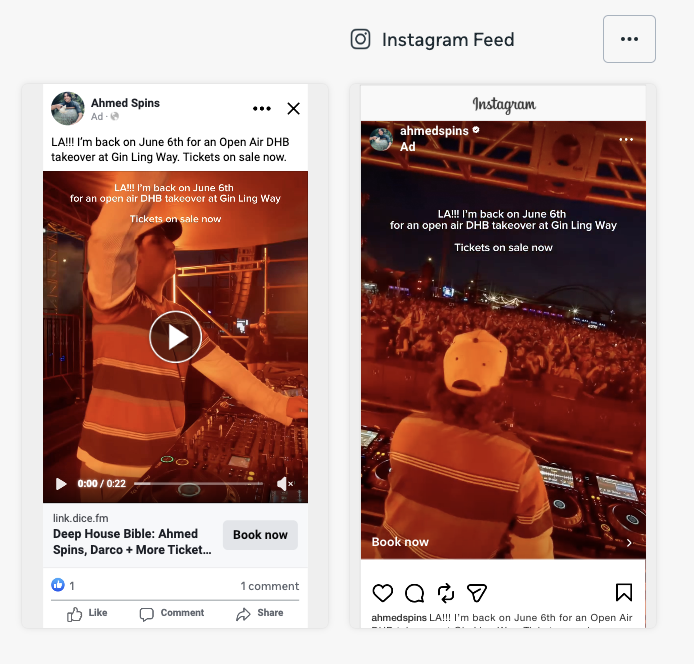 Instagram Feed
Ahmed Spins
Ad ·
LA!!! I'm back on June 6th for an Open Air DHB
takeover at Gin Ling Way. Tickets on sale now.
LA!!! I'm back on June 6th
for an open air DHB takeover at Gin Ling Way
Tickets on sale now
0:00 / 0:22
link.dice.fm
Deep House Bible: Ahmed
Spins, Darco + More Ticket...
Book now
1
1 comment
Like
Comment
Share
Instagram
ahmedspins
Ad
LA!!! I'm back on June 6th
for an open air DHB takeover at Gin Ling Way
Tickets on sale now
Book now
ahmedspins LA!!! I'm back on June 6th for an Open Air